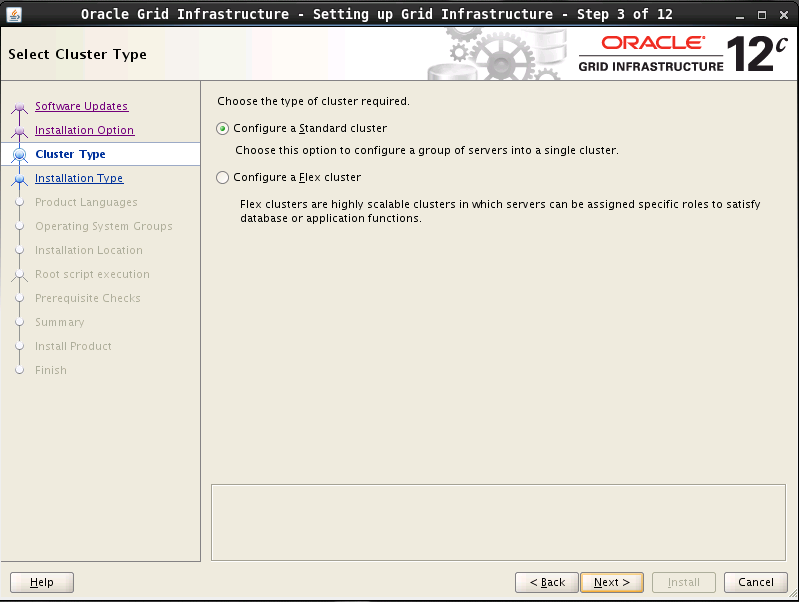 Oracle Grid Infrastructure - Setting up Grid Infrastructure - Step 3 of 12
Select Cluster Type
ORACLE®
GRID INFRASTRUCTURE 12c
Software Updates
Installation Option
Cluster Type
Installation Type
Product Languages
Operating System Groups
Installation Location
Root script execution
Prerequisite Checks
Summary
Install Product
Finish
Choose the type of cluster required.
Configure a Standard cluster
Choose this option to configure a group of servers into a single cluster.
Configure a Flex cluster
Flex clusters are highly scalable clusters in which servers can be assigned specific roles to satisfy
database or application functions.
Help
< Back
Next >
Install
Cancel